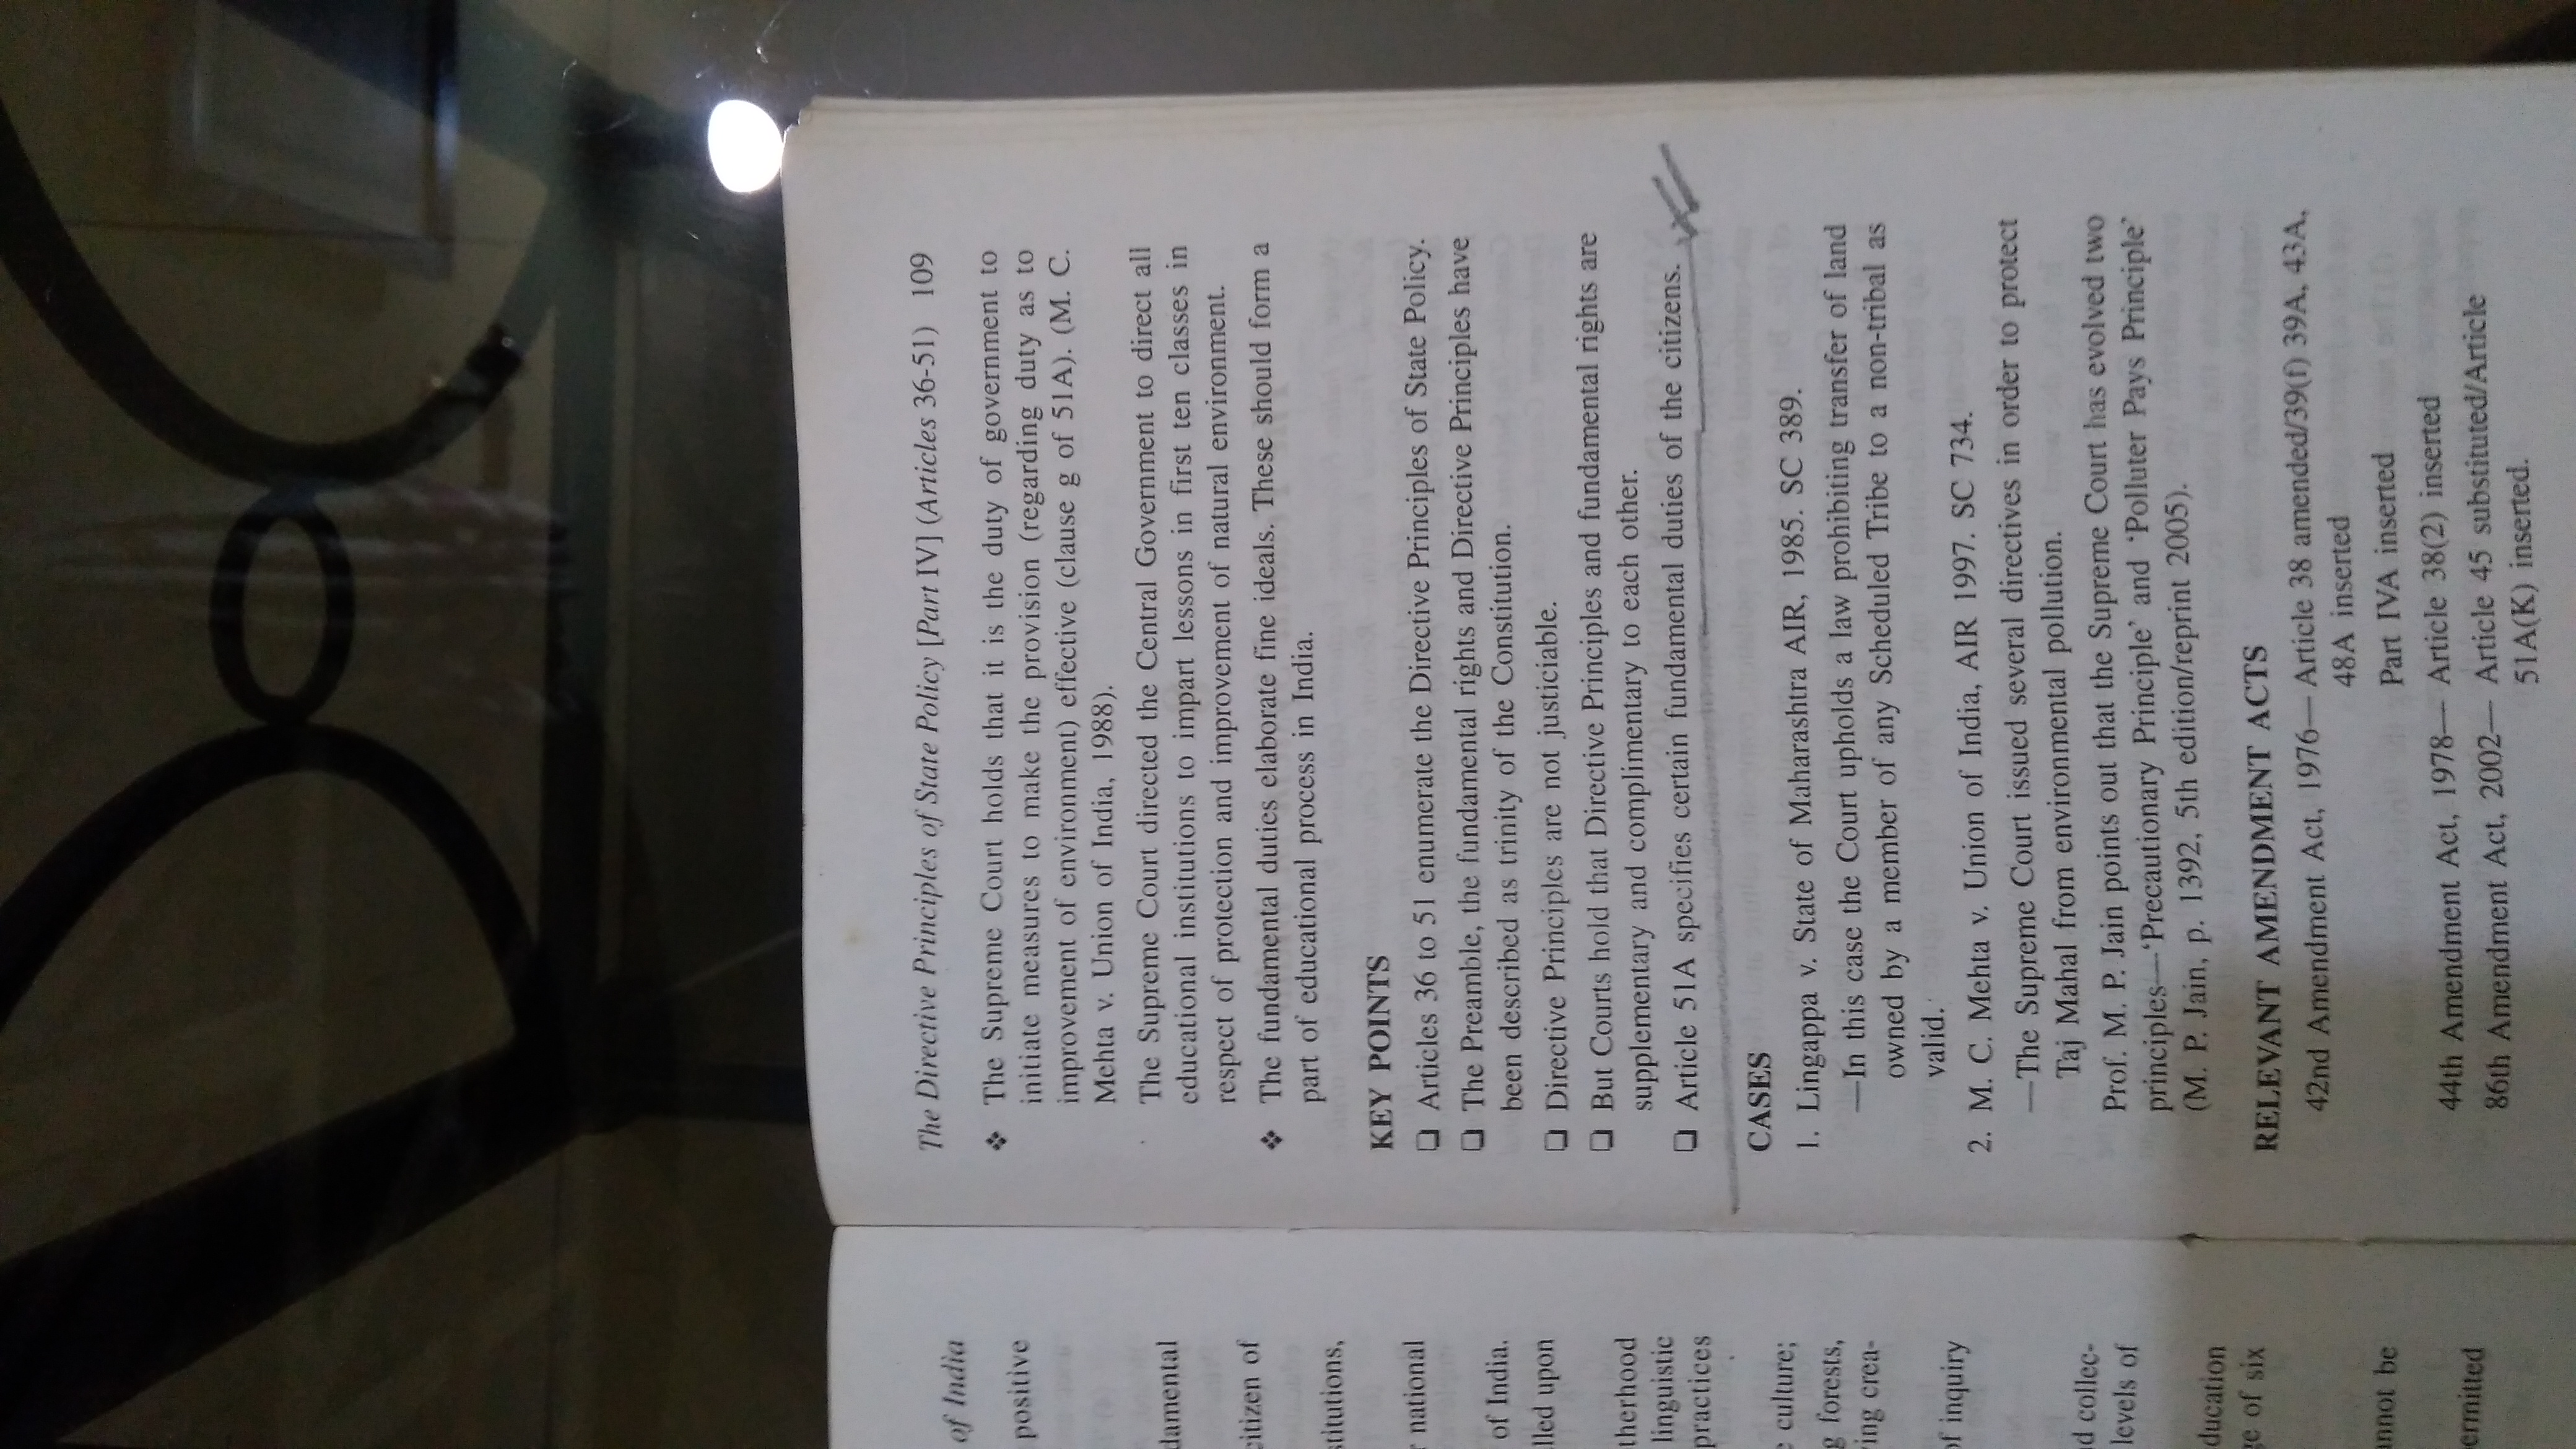 The Directive Principles of State Policy [Part IV] (Articles 36-51) 109
❖ The Supreme Court holds that it is the duty of government to
initiate measures to make the provision (regarding duty as to
improvement of environment) effective (clause g of 51A). (M. C.
Mehta v. Union of India, 1988).
The Supreme Court directed the Central Government to direct all
educational institutions to impart lessons in first ten classes in
respect of protection and improvement of natural environment.
❖ The fundamental duties elaborate fine ideals. These should form a
part of educational process in India.
KEY POINTS
❏ Articles 36 to 51 enumerate the Directive Principles of State Policy.
❏ The Preamble, the fundamental rights and Directive Principles have
been described as trinity of the Constitution.
❏ Directive Principles are not justiciable.
❏ But Courts hold that Directive Principles and fundamental rights are
supplementary and complimentary to each other.
❏ Article 51A specifies certain fundamental duties of the citizens.
CASES
1. Lingappa v. State of Maharashtra AIR, 1985. SC 389.
—In this case the Court upholds a law prohibiting transfer of land
owned by a member of any Scheduled Tribe to a non-tribal as
valid.
2. M. C. Mehta v. Union of India, AIR 1997. SC 734.
—The Supreme Court issued several directives in order to protect
Taj Mahal from environmental pollution.
Prof. M. P. Jain points out that the Supreme Court has evolved two
principles—'Precautionary Principle' and 'Polluter Pays Principle'
(M. P. Jain, p. 1392, 5th edition/reprint 2005).
RELEVANT AMENDMENT ACTS
42nd Amendment Act, 1976— Article 38 amended/39(f) 39A, 43A,
48A inserted
Part IVA inserted
44th Amendment Act, 1978— Article 38(2) inserted
86th Amendment Act, 2002— Article 45 substituted/Article
51A(K) inserted.
of India
positive
damental
citizen of
stitutions,
national
of India.
lled upon
therhood
linguistic
practices
culture;
forests,
ing crea-
of inquiry
d collec-
levels of
ducation
ge of six
nnot be
ermitted